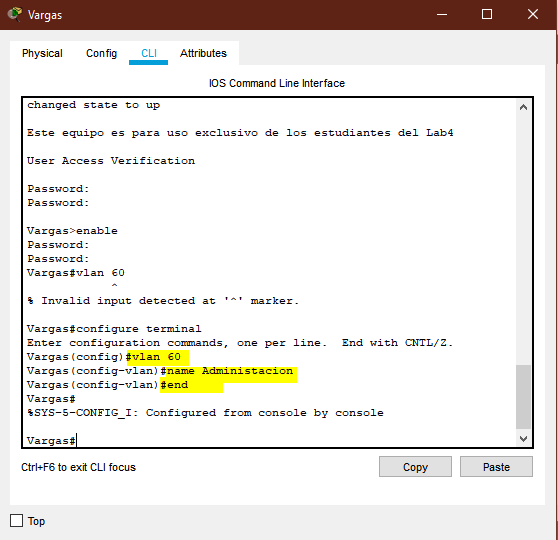 Vargas
Physical Config CLI Attributes
IOS Command Line Interface
changed state to up
Este equipo es para uso exclusivo de los estudiantes del Lab4
User Access Verification
Password:
Password:
Vargas>enable
Password:
Password:
Vargas#vlan 60
^
% Invalid input detected at '^' marker.
Vargas#configure terminal
Enter configuration commands, one per line. End with CNTL/Z.
Vargas(config)#vlan 60
Vargas(config-vlan)#name Administacion
Vargas(config-vlan)#end
Vargas#
%SYS-5-CONFIG_I: Configured from console by console
Vargas#
Ctrl+F6 to exit CLI focus
Copy Paste
Top